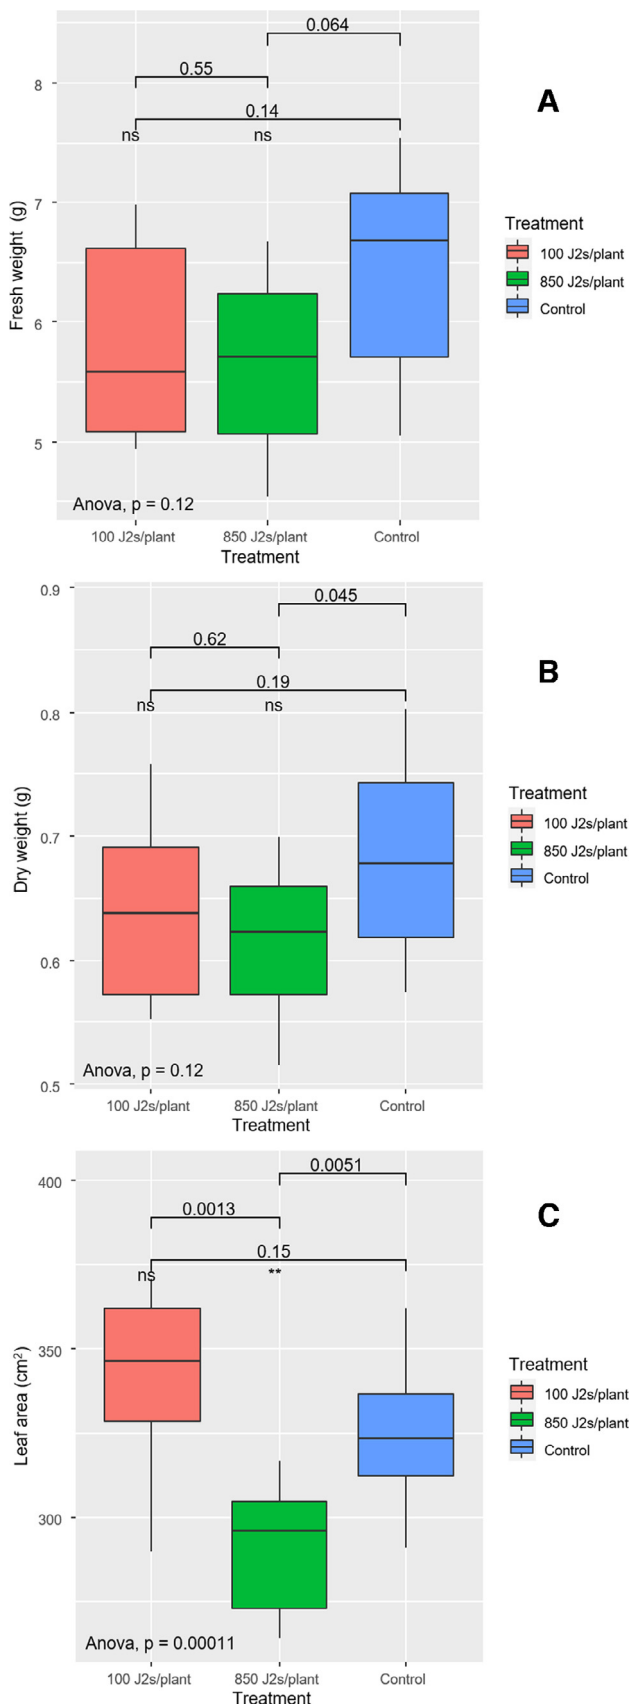 0.064
0.55
0.14
ns ns
8
7
6
5
Fresh weight (g)
Anova, p = 0.12
100 J2s/plant 850 J2s/plant Control
Treatment
A
Treatment
100 J2s/plant
850 J2s/plant
Control
0.9
0.045
0.62
0.19
ns ns
0.8
0.7
0.6
0.5
Dry weight (g)
Anova, p = 0.12
100 J2s/plant 850 J2s/plant Control
Treatment
B
Treatment
100 J2s/plant
850 J2s/plant
Control
0.0051
400
0.0013
0.15
ns **
350
300
Leaf area (cm²)
Anova, p = 0.00011
100 J2s/plant 850 J2s/plant Control
Treatment
C
Treatment
100 J2s/plant
850 J2s/plant
Control